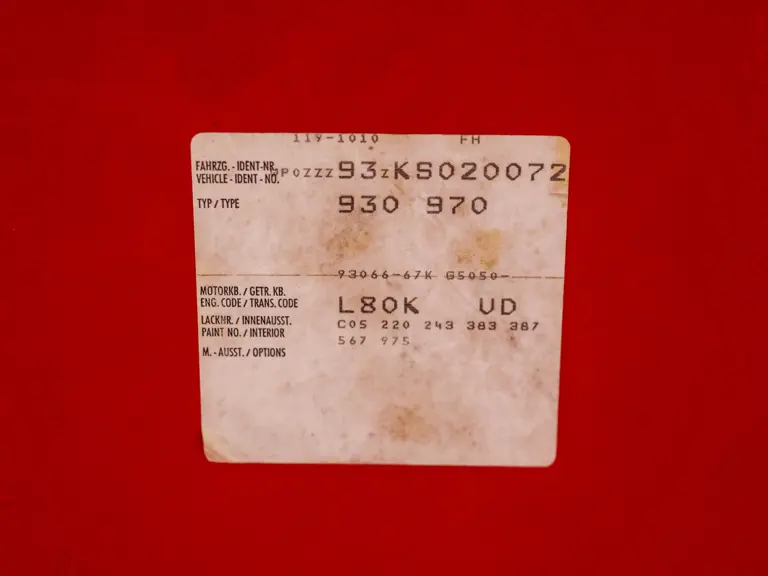 119-1010 FH
FAHRZG.-IDENT-NR.
VEHICLE-IDENT-NO. WP0ZZZ93ZKS020072
TYP/TYPE 930 970
93066-67K G5050-
MOTORKB./GETR.KB.
ENG. CODE/TRANS. CODE L80K UD
LACKNR./INNENAUSST. C05 220 243 383 387
PAINT NO./INTERIOR 567 975
M.-AUSST./OPTIONS